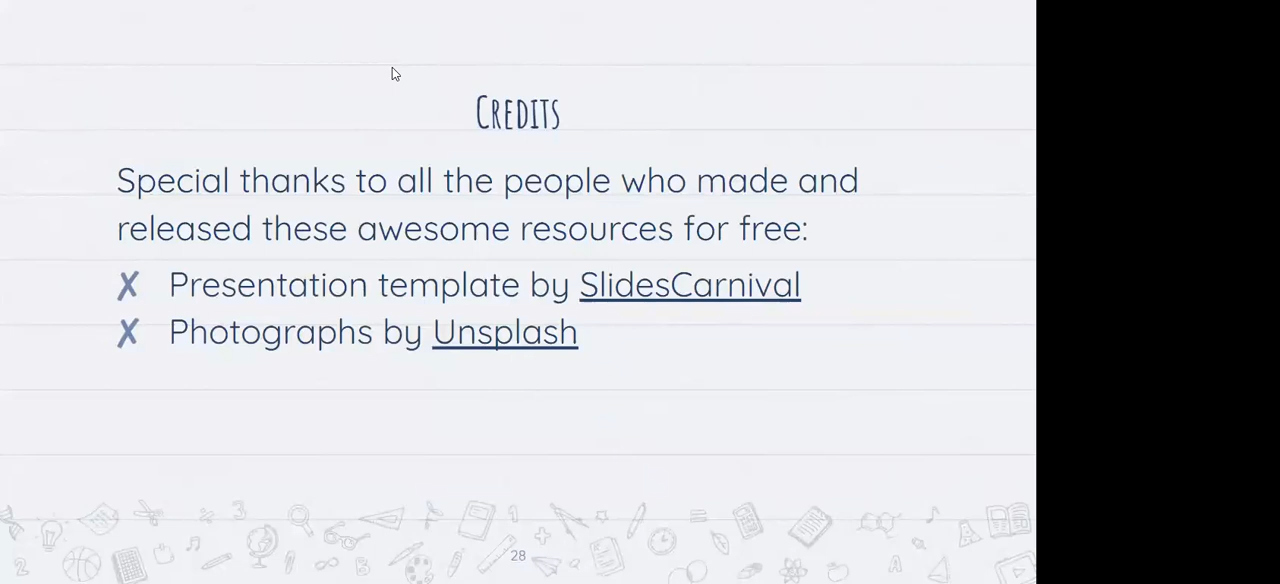 Credits
Special thanks to all the people who made and
released these awesome resources for free:
✗ Presentation template by SlidesCarnival
✗ Photographs by Unsplash
28